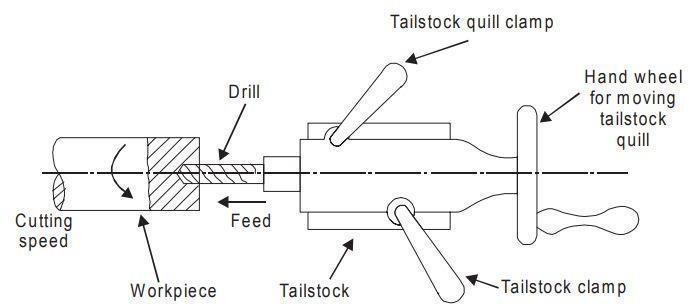 Tailstock quill clamp
Drill
Hand wheel
for moving
tailstock
quill
Cutting
speed
Feed
Workpiece
Tailstock
Tailstock clamp